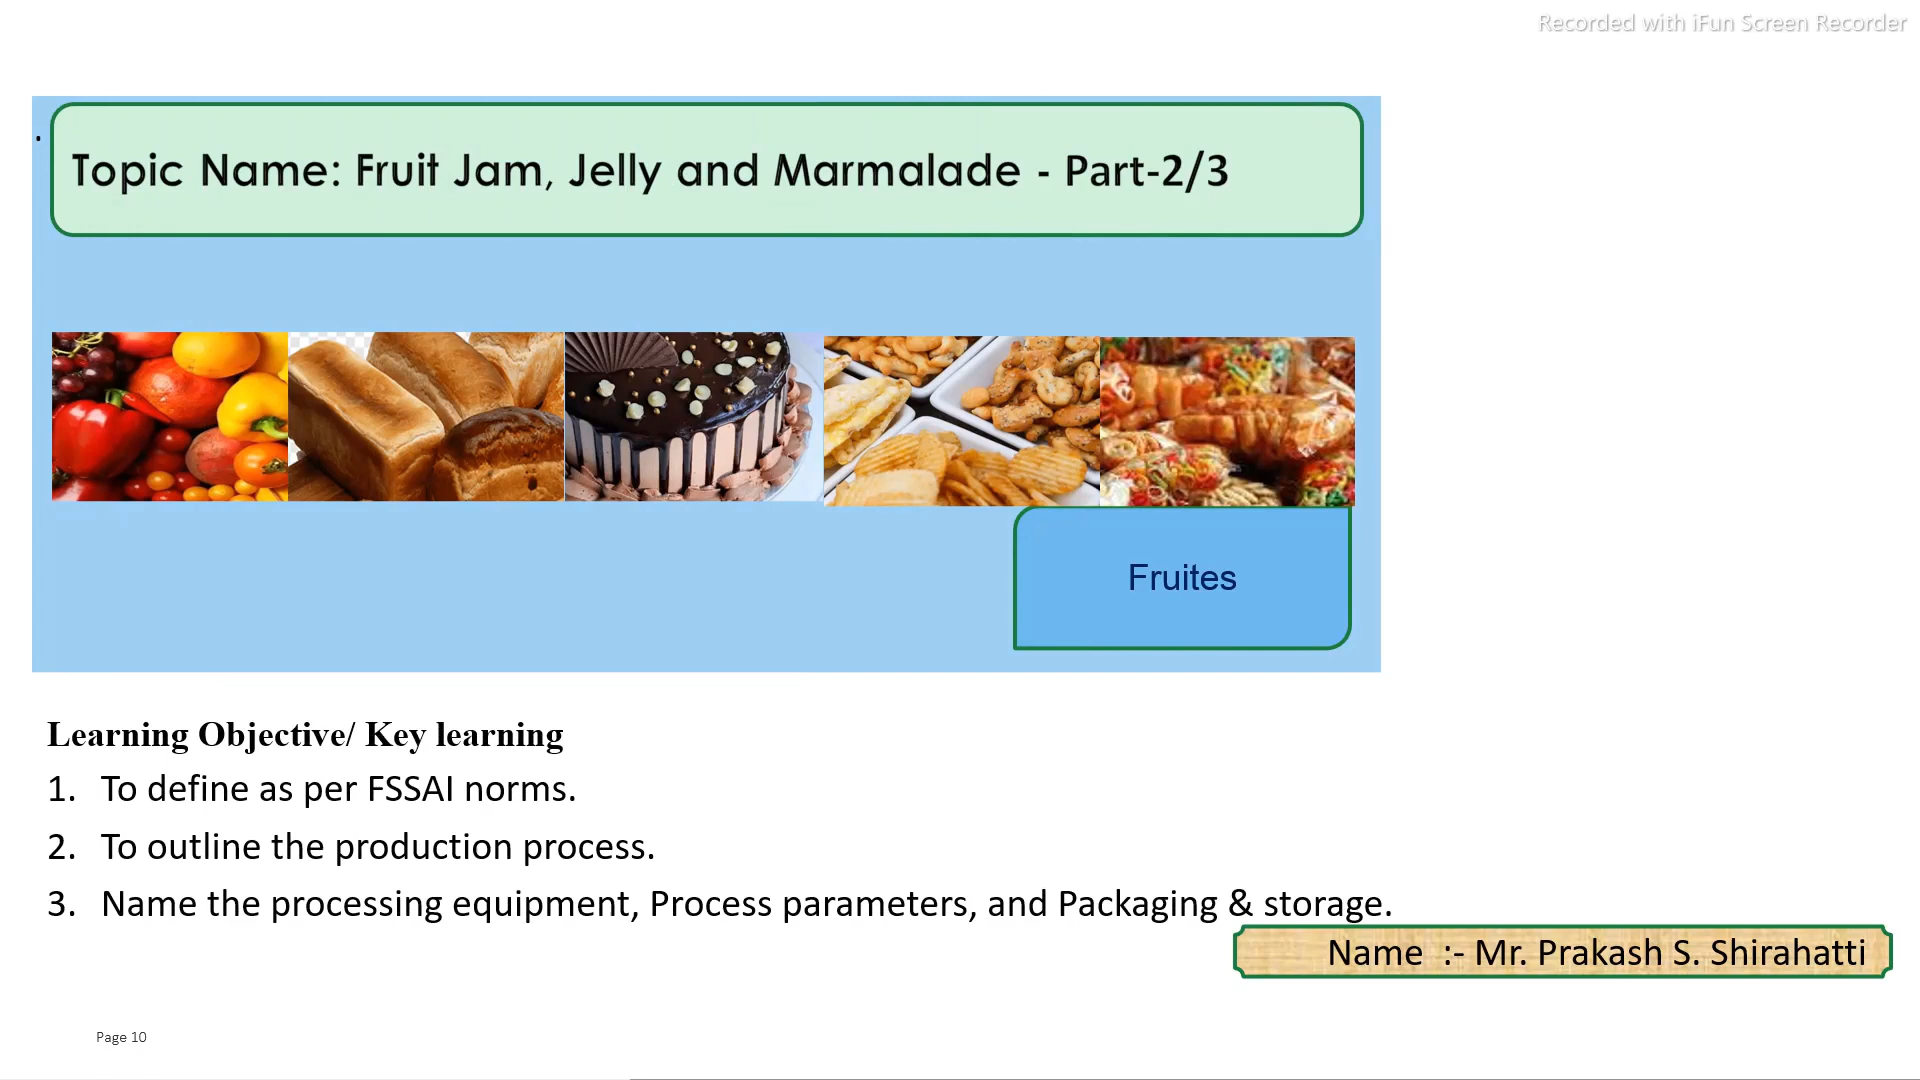 Recorded with iFun Screen Recorder
.
Topic Name: Fruit Jam, Jelly and Marmalade - Part-2/3
Fruites
Learning Objective/ Key learning
1. To define as per FSSAI norms.
2. To outline the production process.
3. Name the processing equipment, Process parameters, and Packaging & storage.
Name :- Mr. Prakash S. Shirahatti
Page 10